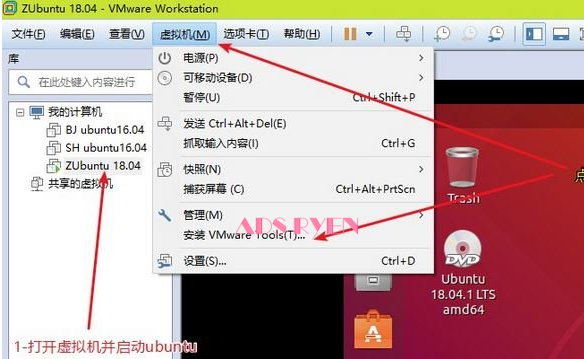 ZUbuntu 18.04 - VMware Workstation
文件(F) 编辑(E) 查看(V) 虚拟机(M) 选项卡(T) 帮助(H)
库
在此处键入内容进行
我的计算机
BJ ubuntu16.04
SH ubuntu16.04
ZUbuntu 18.04
共享的虚拟机
电源(P)
可移动设备(D)
暂停(U) Ctrl+Shift+P
发送 Ctrl+Alt+Del(E)
抓取输入内容(I) Ctrl+G
快照(N)
捕获屏幕 (C) Ctrl+Alt+PrtScn
管理(M)
ADS RYEN
安装 VMware Tools(T)...
设置(S)... Ctrl+D
Trash
DVD
Ubuntu
18.04.1 LTS
amd64
1-打开虚拟机并启动ubuntu